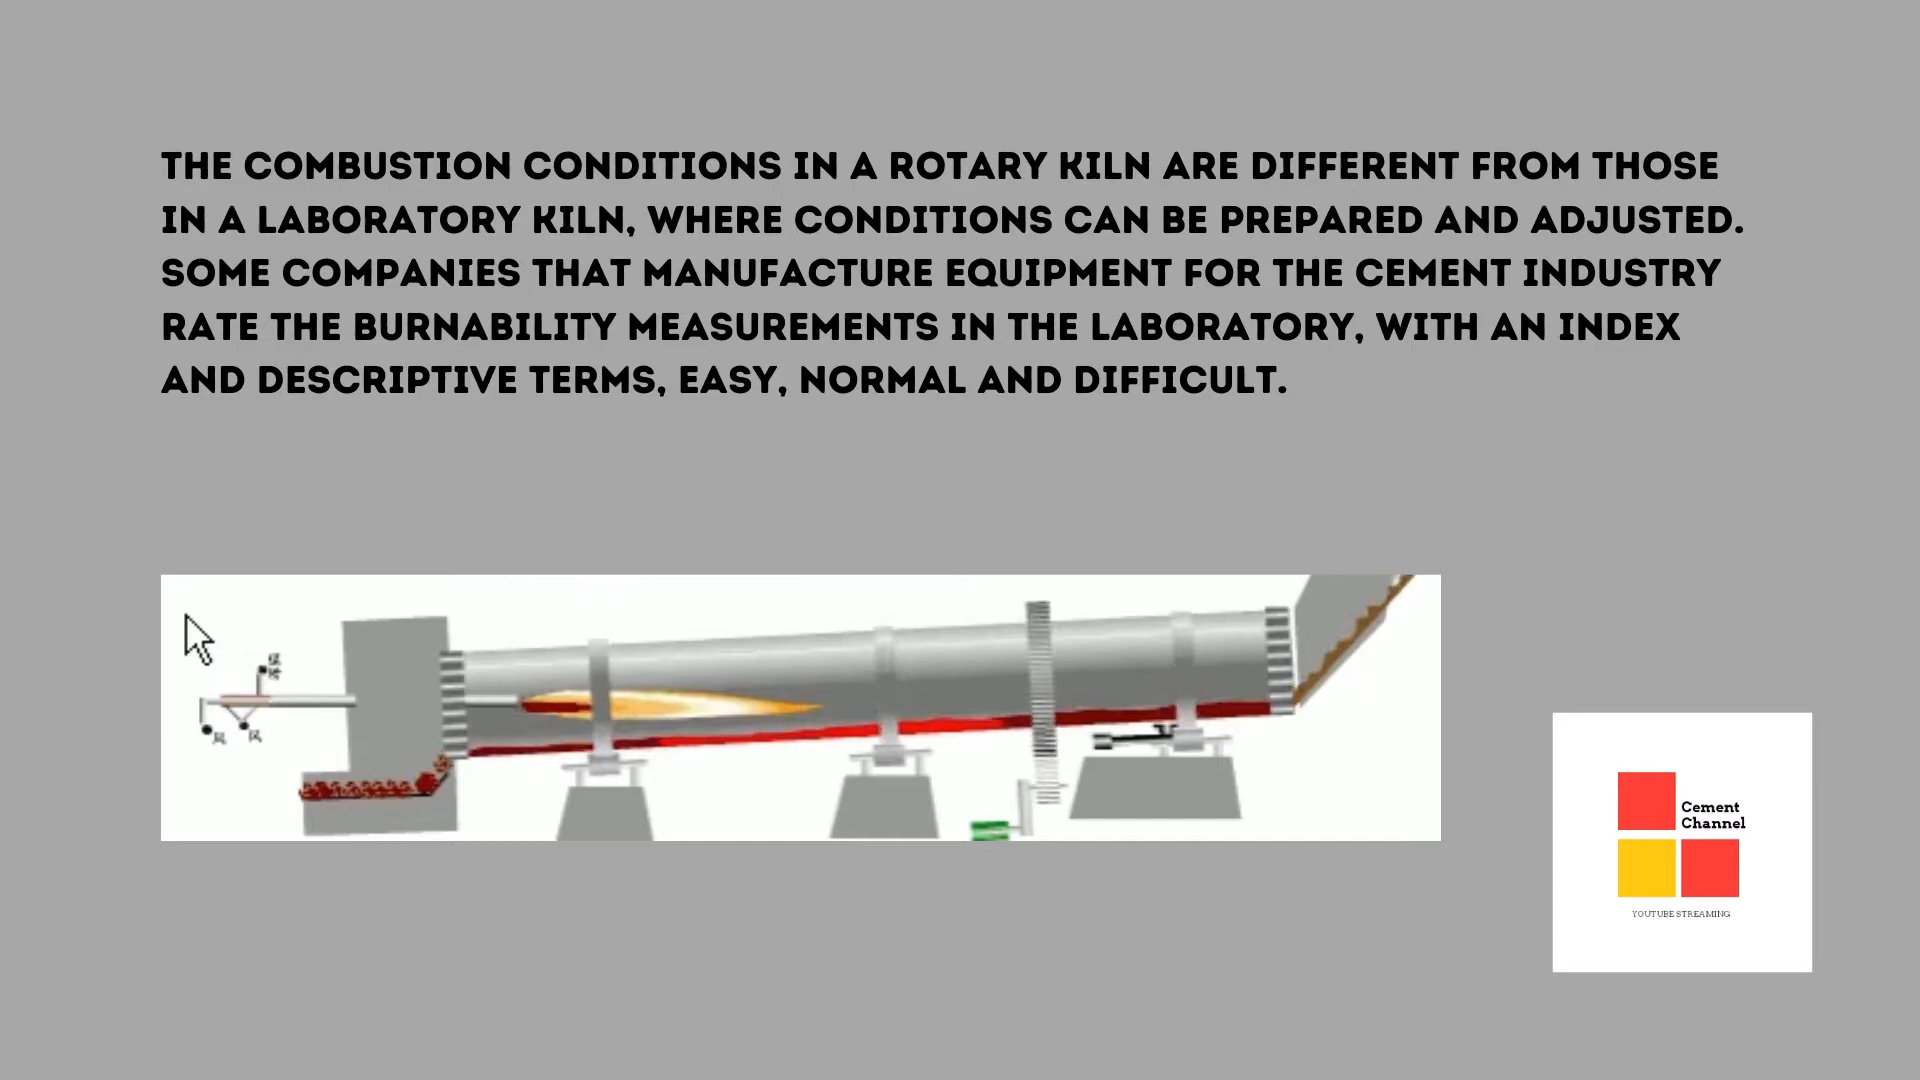 THE COMBUSTION CONDITIONS IN A ROTARY KILN ARE DIFFERENT FROM THOSE
IN A LABORATORY KILN, WHERE CONDITIONS CAN BE PREPARED AND ADJUSTED.
SOME COMPANIES THAT MANUFACTURE EQUIPMENT FOR THE CEMENT INDUSTRY
RATE THE BURNABILITY MEASUREMENTS IN THE LABORATORY, WITH AN INDEX
AND DESCRIPTIVE TERMS, EASY, NORMAL AND DIFFICULT.
Cement
Channel
YOUTUBE STREAMING